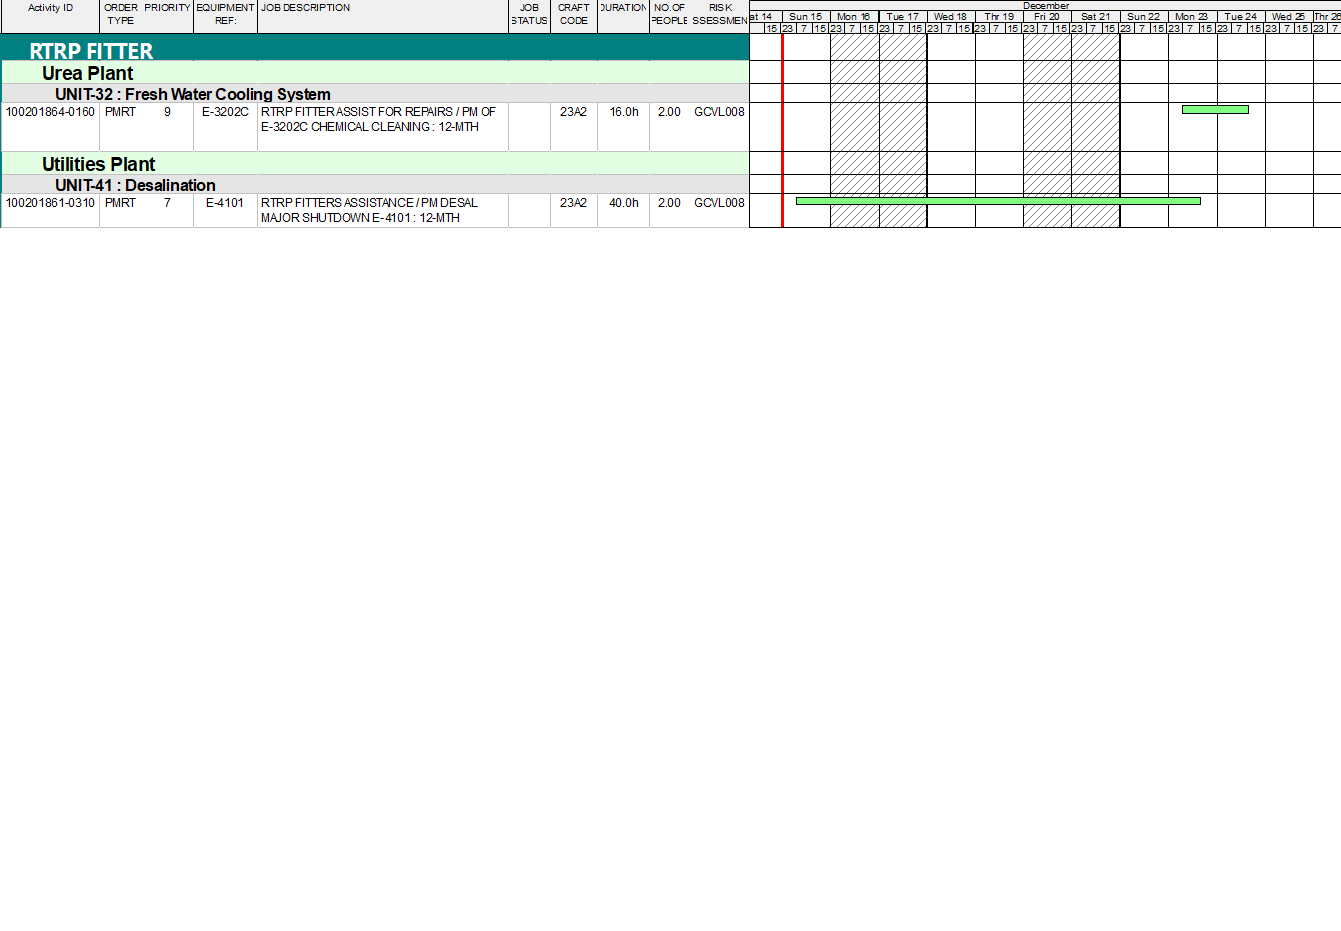 Activity ID ORDER PRIORITY EQUIPMENT JOB DESCRIPTION JOB CRAFT DURATION NO.OF RISK
TYPE REF: STATUS CODE PEOPLE SSESSMEN
December
at 14 Sun 15 Mon 16 Tue 17 Wed 18 Thr 19 Fri 20 Sat 21 Sun 22 Mon 23 Tue 24 Wed 25 Thr 26
15 23 7 15 23 7 15 23 7 15 23 7 15 23 7 15 23 7 15 23 7 15 23 7 15 23 7 15 23 7 15 23 7 15 23 7
RTRP FITTER
Urea Plant
UNIT-32 : Fresh Water Cooling System
100201864-0160 PMRT 9 E-3202C RTRP FITTER ASSIST FOR REPAIRS / PM OF 23A2 16.0h 2.00 GCVL008
E-3202C CHEMICAL CLEANING : 12-MTH
Utilities Plant
UNIT-41 : Desalination
100201861-0310 PMRT 7 E-4101 RTRP FITTERS ASSISTANCE / PM DESAL 23A2 40.0h 2.00 GCVL008
MAJOR SHUTDOWN E-4101 : 12-MTH